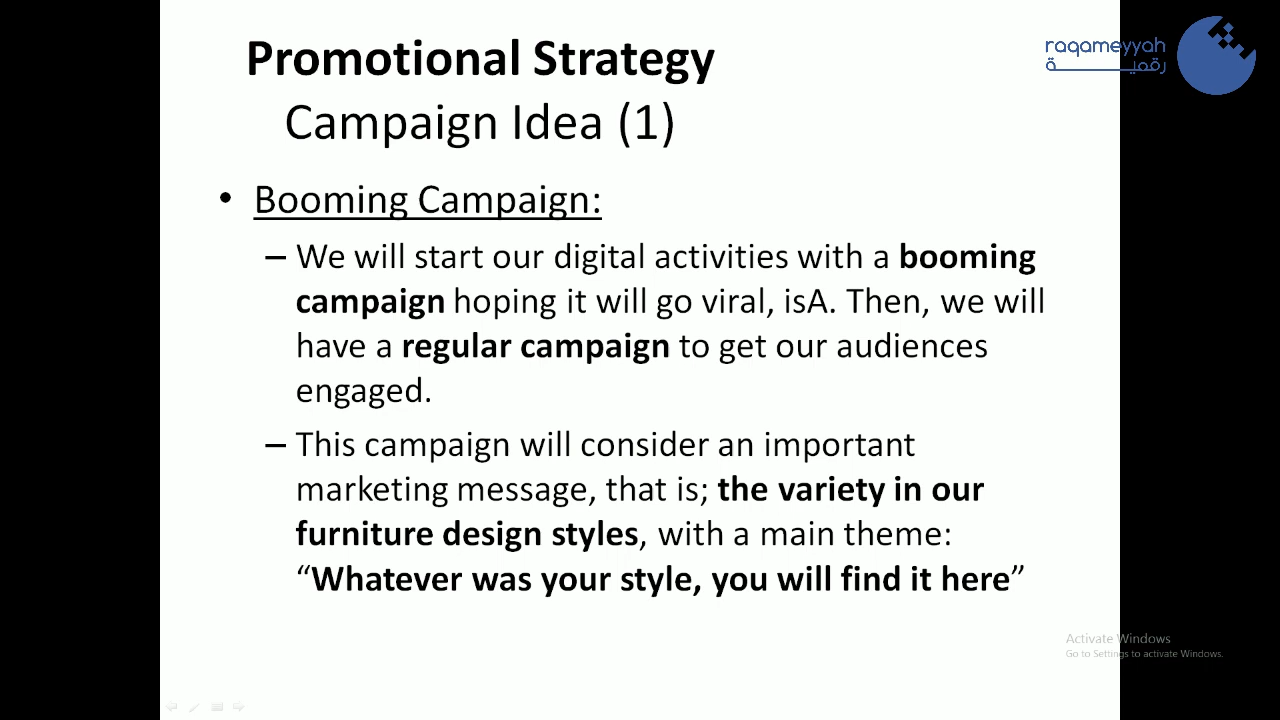 Promotional Strategy
Campaign Idea (1)
raqameyyah
رقميـة
• Booming Campaign:
– We will start our digital activities with a booming
campaign hoping it will go viral, isA. Then, we will
have a regular campaign to get our audiences
engaged.
– This campaign will consider an important
marketing message, that is; the variety in our
furniture design styles, with a main theme:
“Whatever was your style, you will find it here”
Activate Windows
Go to Settings to activate Windows.